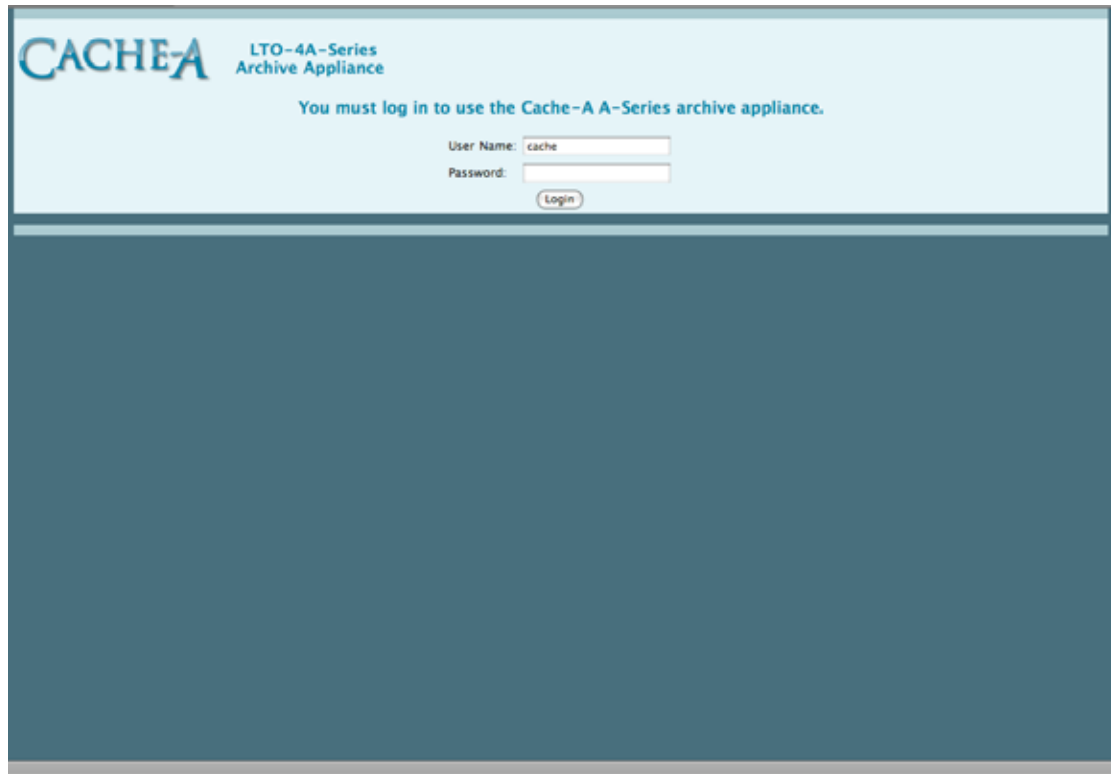 CACHE-A
LTO-4A-Series
Archive Appliance
You must log in to use the Cache-A A-Series archive appliance.
User Name: cache
Password:
Login